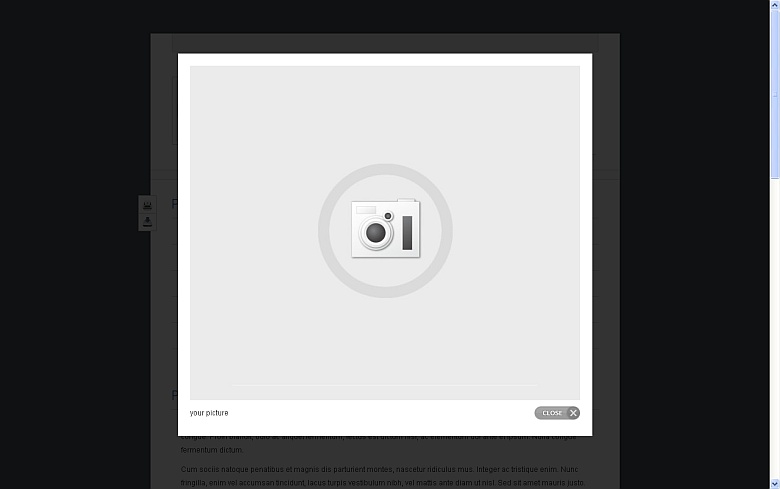 your picture
CLOSE
fermentum dictum.
Cum sociis natoque penatibus et magnis dis parturient montes, nascetur ridiculus mus. Integer ac tristique enim. Nunc
fringilla, enim vel accumsan tincidunt, lacus turpis vestibulum nibh, vel mattis ante diam ut nisl. Sed sit amet mauris justo